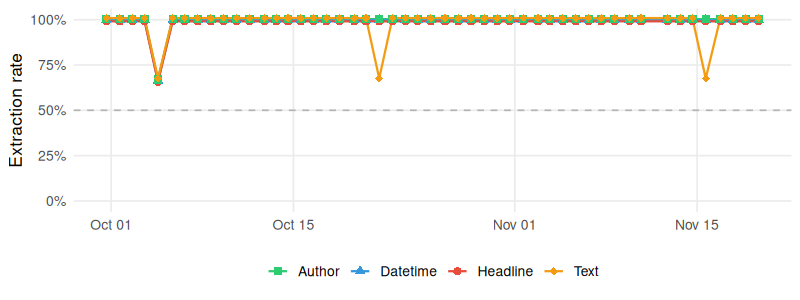 Extraction rate
100%
75%
50%
25%
0%
Oct 01 Oct 15 Nov 01 Nov 15
Author Datetime Headline Text